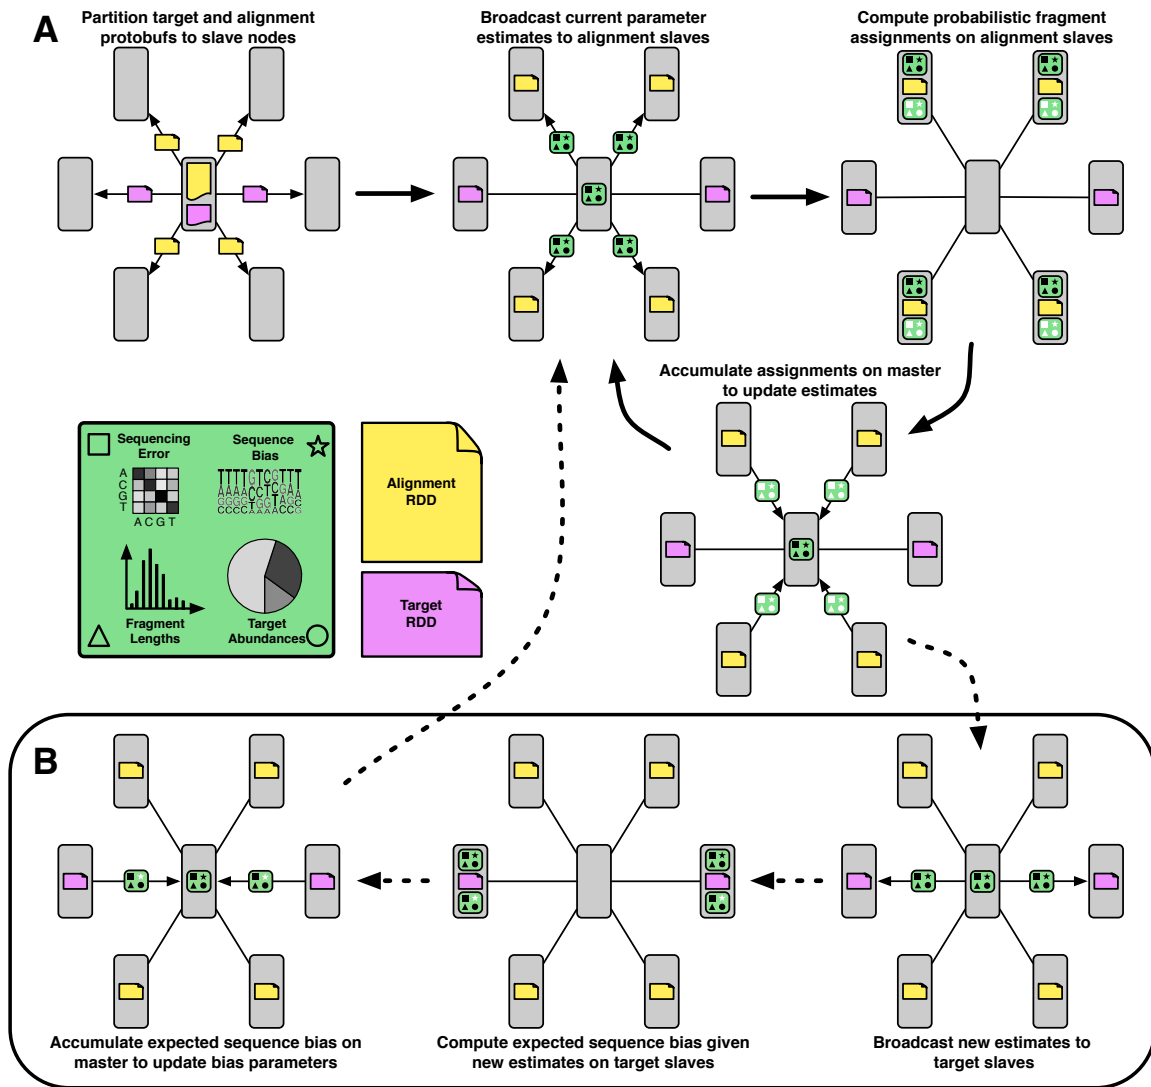 A
Partition target and alignment
protobufs to slave nodes
Broadcast current parameter
estimates to alignment slaves
Compute probabilistic fragment
assignments on alignment slaves
Accumulate assignments on master
to update estimates
Sequencing
Error
A
C
G
T
A C G T
Sequence
Bias
TTTTGTCGTTT
Fragment
Lengths
Target
Abundances
Alignment
RDD
Target
RDD
B
Accumulate expected sequence bias on
master to update bias parameters
Compute expected sequence bias given
new estimates on target slaves
Broadcast new estimates to
target slaves